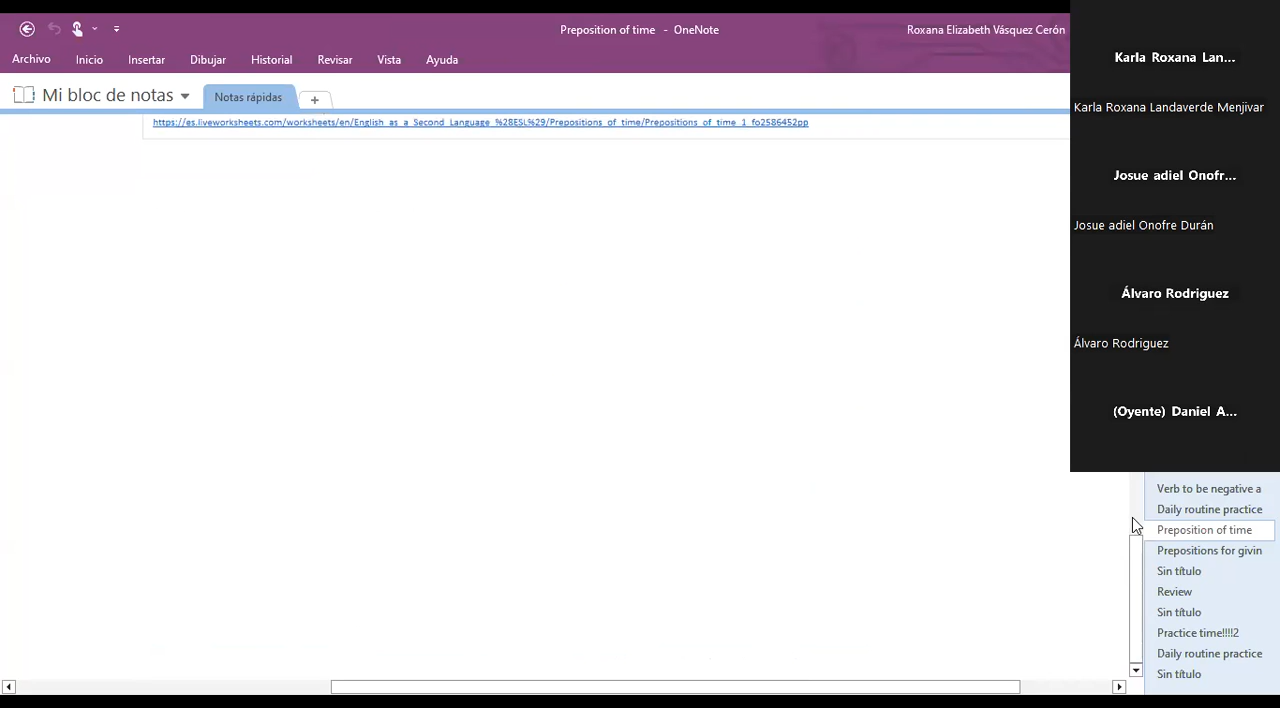 Preposition of time - OneNote
Roxana Elizabeth Vásquez Cerón
Archivo
Inicio
Insertar
Dibujar
Historial
Revisar
Vista
Ayuda
Mi bloc de notas
Notas rápidas
+
https://es.liveworksheets.com/worksheets/en/English_as_a_Second_Language_%28ESL%29/Prepositions_of_time/Prepositions_of_time_1_fo2586452pp
Karla Roxana Lan...
Karla Roxana Landaverde Menjivar
Josue adiel Onofr...
Josue adiel Onofre Durán
Álvaro Rodriguez
Álvaro Rodriguez
(Oyente) Daniel A...
Verb to be negative a
Daily routine practice
Preposition of time
Prepositions for givin
Sin título
Review
Sin título
Practice time!!!!2
Daily routine practice
Sin título